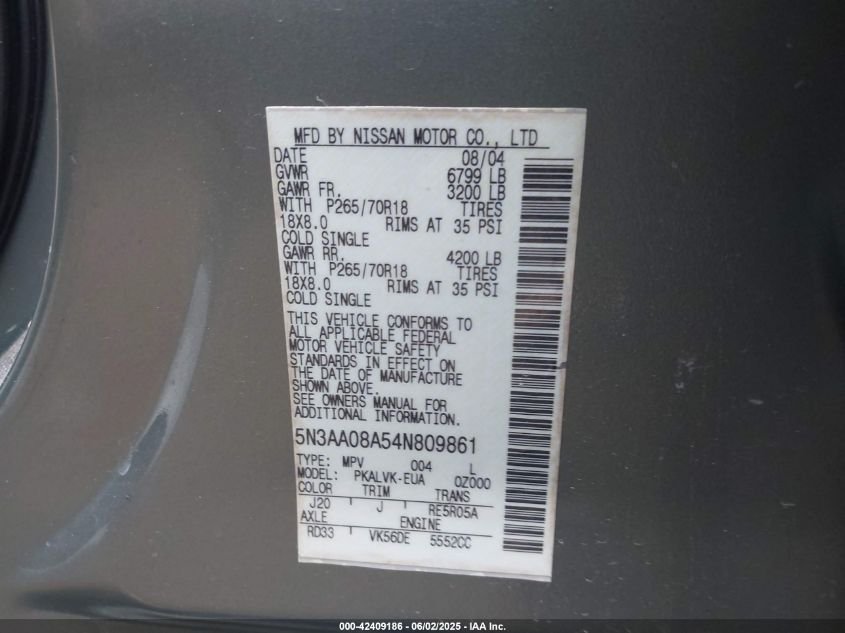 MFD BY NISSAN MOTOR CO., LTD
DATE 08/04
GVWR 6799 LB
GAWR FR. 3200 LB
WITH P265/70R18 TIRES
18X8.0 RIMS AT 35 PSI
COLD SINGLE
GAWR RR. 4200 LB
WITH P265/70R18 TIRES
18X8.0 RIMS AT 35 PSI
COLD SINGLE
THIS VEHICLE CONFORMS TO
ALL APPLICABLE FEDERAL
MOTOR VEHICLE SAFETY
STANDARDS IN EFFECT ON
THE DATE OF MANUFACTURE
SHOWN ABOVE.
SEE OWNERS MANUAL FOR
ADDITIONAL INFORMATION.
5N3AA08A54N809861
TYPE: MPV 004 L
MODEL: PKALVK-EUA 0Z000
COLOR TRIM TRANS
J20 J RE5R05A
AXLE ENGINE
RD33 VK56DE 5552CC
000-42409186 - 06/02/2025 - IAA Inc.